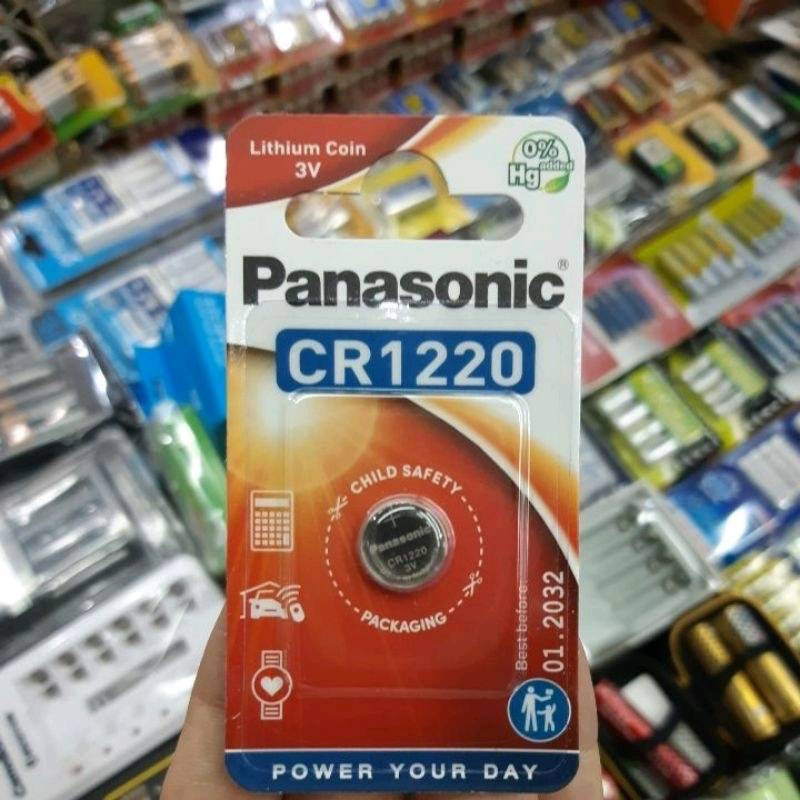 Lithium Coin
3V
0%
Hg added
Panasonic®
CR1220
CHILD SAFETY
Panasonic
CR1220
3V
PACKAGING
Best before:
01.2032
POWER YOUR DAY